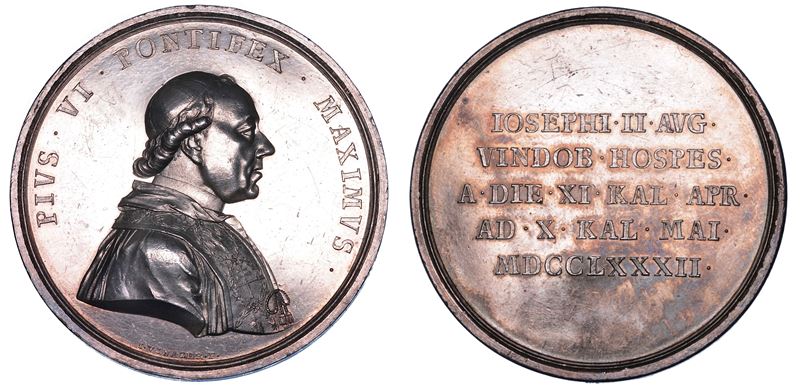 PIVS · VI · PONTIFEX · MAXIMVS ·
IOSEPHI · II · AVG ·
VINDOB · HOSPES ·
A · DIE · XI · KAL · APR ·
AD · X · KAL · MAI ·
MDCCLXXXII ·